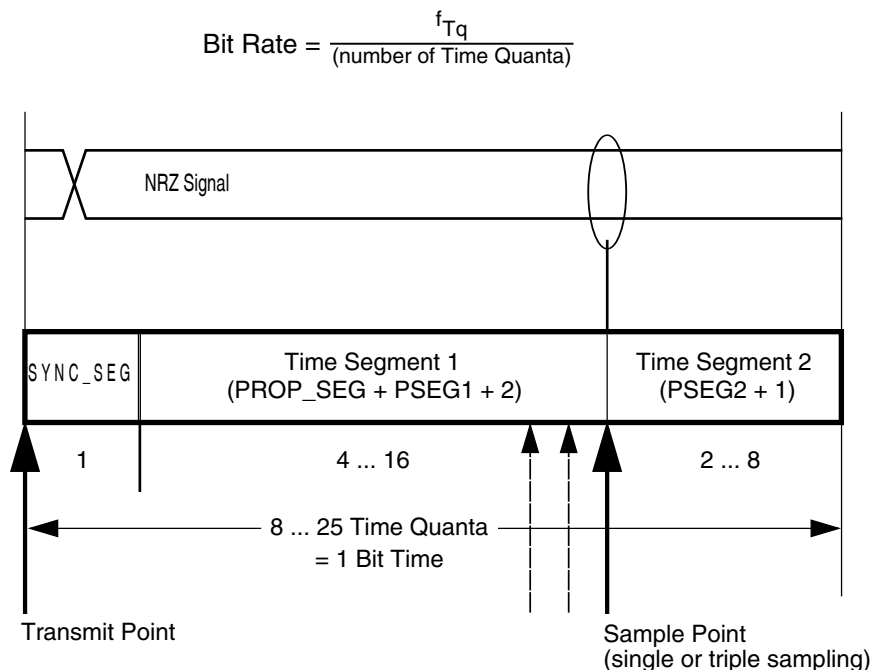 Bit Rate = f Tq
(number of Time Quanta)
NRZ Signal
SYNC_SEG
Time Segment 1
(PROP_SEG + PSEG1 + 2)
Time Segment 2
(PSEG2 + 1)
1
4 ... 16
2 ... 8
8 ... 25 Time Quanta
= 1 Bit Time
Transmit Point
Sample Point
(single or triple sampling)